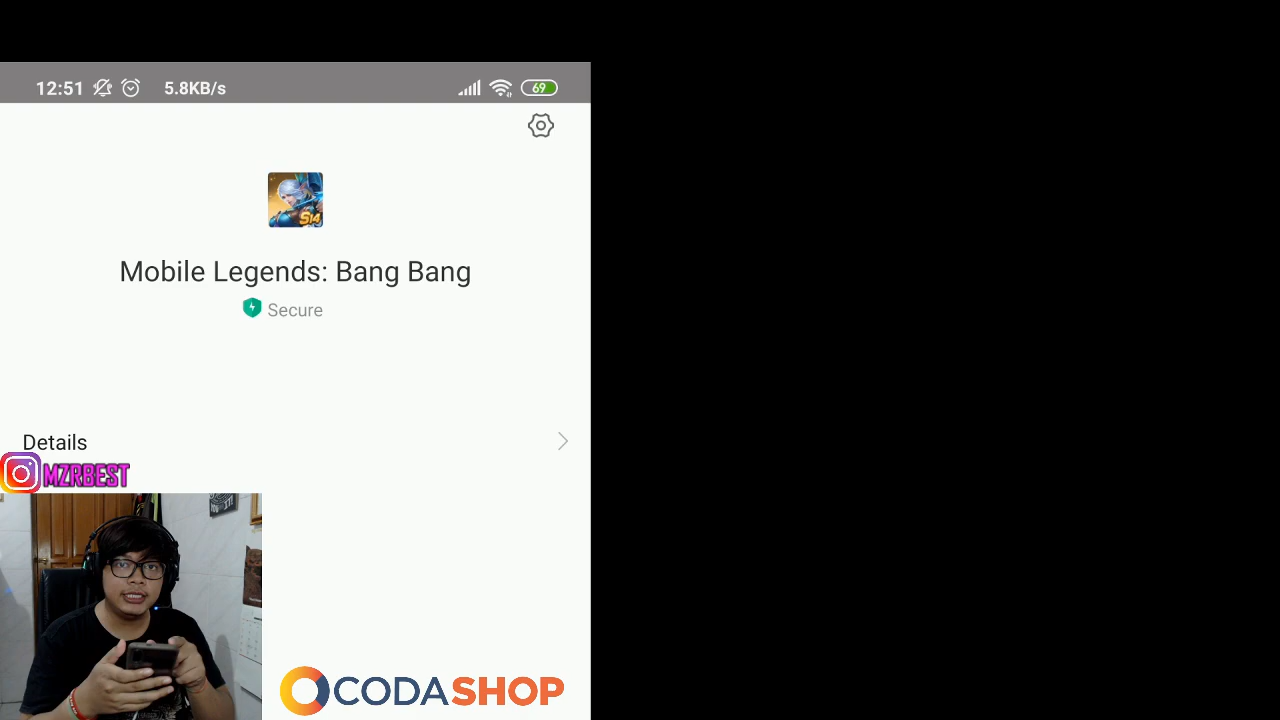 12:51 5.8KB/s 69
S14
Mobile Legends: Bang Bang
Secure
Details
MZRBEST
CODASHOP